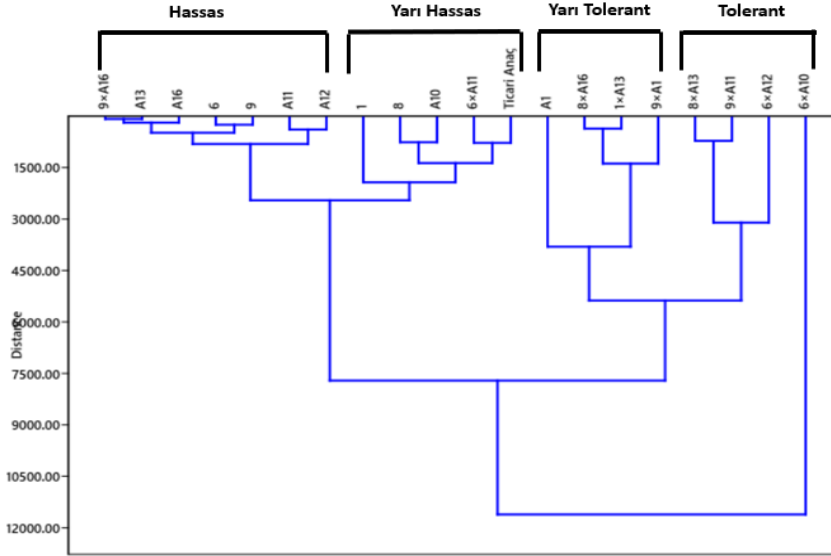 Hassas
Yarı Hassas
Yarı Tolerant
Tolerant
9×A16
A13
A16
6
9
A11
A12
1
8
A10
6×A11
Ticari Anaç
A1
8×A16
1×A13
9×A1
8×A13
9×A11
6×A12
6×A10
1500.00
3000.00
4500.00
6000.00
7500.00
9000.00
10500.00
12000.00
Distance